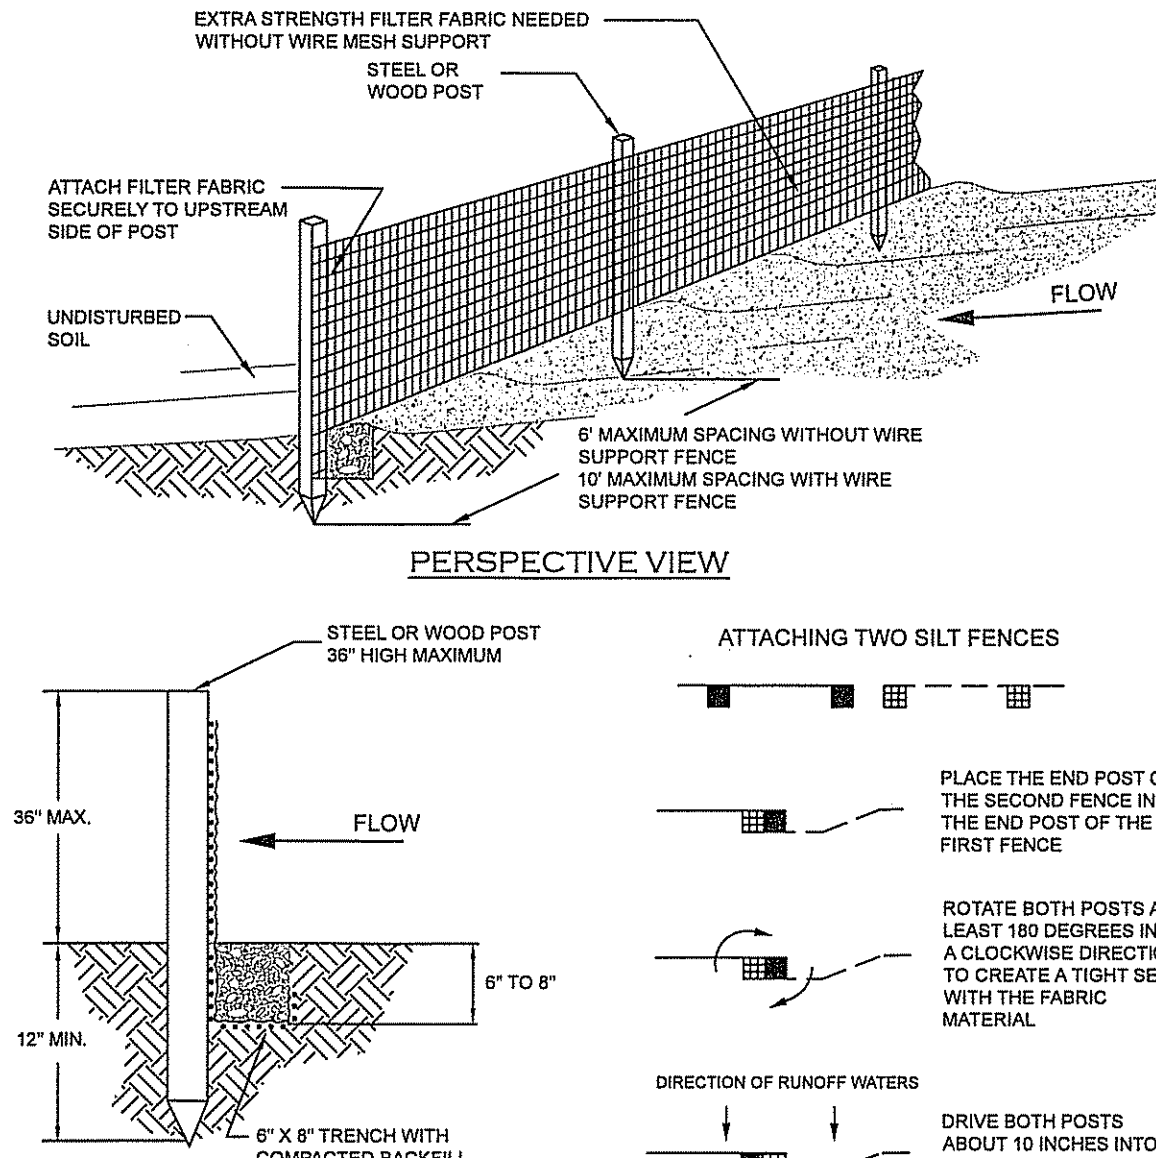 EXTRA STRENGTH FILTER FABRIC NEEDED
WITHOUT WIRE MESH SUPPORT
STEEL OR
WOOD POST
ATTACH FILTER FABRIC
SECURELY TO UPSTREAM
SIDE OF POST
UNDISTURBED
SOIL
FLOW
6' MAXIMUM SPACING WITHOUT WIRE
SUPPORT FENCE
10' MAXIMUM SPACING WITH WIRE
SUPPORT FENCE
PERSPECTIVE VIEW
STEEL OR WOOD POST
36" HIGH MAXIMUM
36" MAX.
FLOW
6" TO 8"
12" MIN.
6" X 8" TRENCH WITH
COMPACTED BACKFILL
ATTACHING TWO SILT FENCES
PLACE THE END POST
THE SECOND FENCE
THE END POST OF THE
FIRST FENCE
ROTATE BOTH POSTS
LEAST 180 DEGREES IN
A CLOCKWISE
TO CREATE A TIGHT
WITH THE FABRIC
MATERIAL
DIRECTION OF RUNOFF WATERS
DRIVE BOTH POSTS
ABOUT 10 INCHES INTO